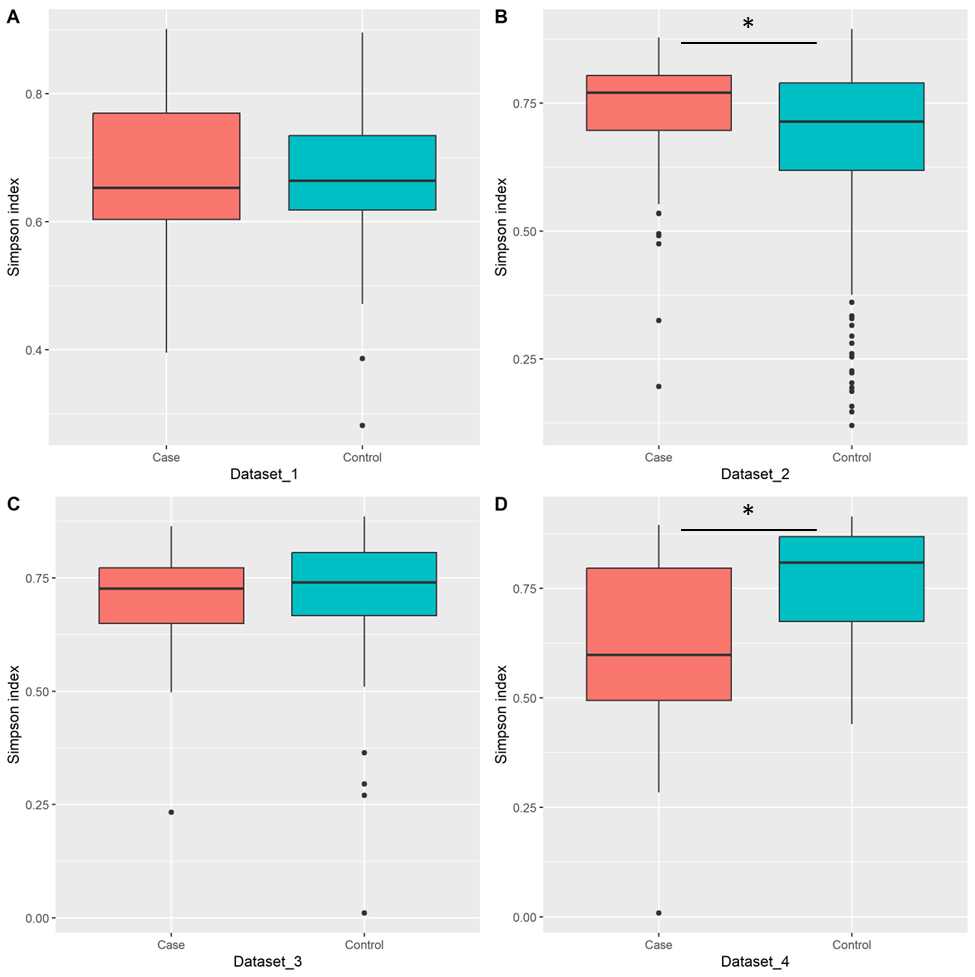 A
Simpson index
0.8
0.6
0.4
Case
Control
Dataset_1
B
*
Simpson index
0.75
0.50
0.25
Case
Control
Dataset_2
C
Simpson index
0.75
0.50
0.25
0.00
Case
Control
Dataset_3
D
*
Simpson index
0.75
0.50
0.25
0.00
Case
Control
Dataset_4